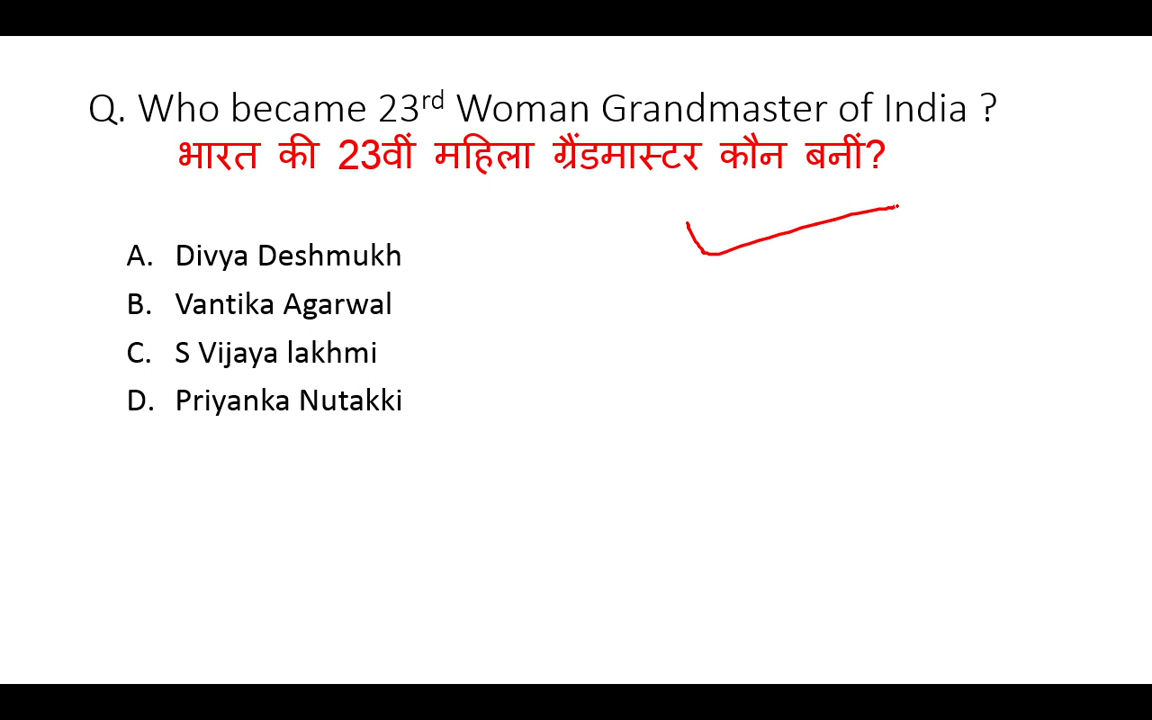 Q. Who became 23rd Woman Grandmaster of India ?
भारत की 23वीं महिला ग्रैंडमास्टर कौन बनीं?
A. Divya Deshmukh
B. Vantika Agarwal
C. S Vijaya lakhmi
D. Priyanka Nutakki